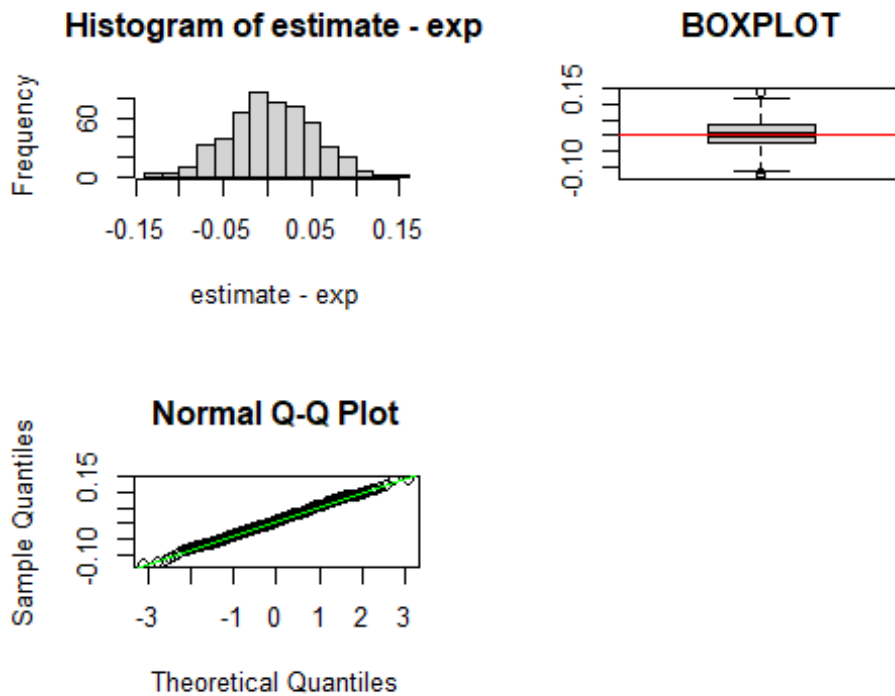 Histogram of estimate - exp
Frequency
0 60
-0.15 -0.05 0.05 0.15
estimate - exp
BOXPLOT
-0.10 0.15
Normal Q-Q Plot
Sample Quantiles
-0.10 0.15
-3 -1 0 1 2 3
Theoretical Quantiles